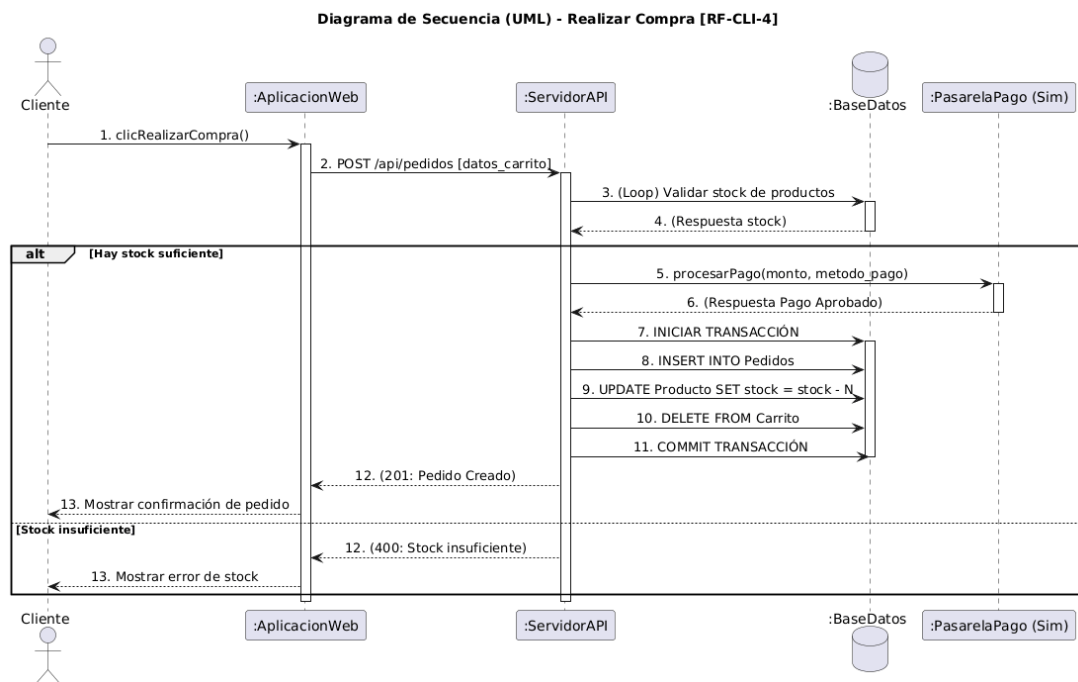 Diagrama de Secuencia (UML) - Realizar Compra [RF-CLI-4]
Cliente
:AplicacionWeb
:ServidorAPI
:BaseDatos
:PasarelaPago (Sim)
1. clicRealizarCompra()
2. POST /api/pedidos [datos_carrito]
3. (Loop) Validar stock de productos
4. (Respuesta stock)
alt
[Hay stock suficiente]
5. procesarPago(monto, metodo_pago)
6. (Respuesta Pago Aprobado)
7. INICIAR TRANSACCIÓN
8. INSERT INTO Pedidos
9. UPDATE Producto SET stock = stock - N
10. DELETE FROM Carrito
11. COMMIT TRANSACCIÓN
12. (201: Pedido Creado)
13. Mostrar confirmación de pedido
[Stock insuficiente]
12. (400: Stock insuficiente)
13. Mostrar error de stock
Cliente
:AplicacionWeb
:ServidorAPI
:BaseDatos
:PasarelaPago (Sim)